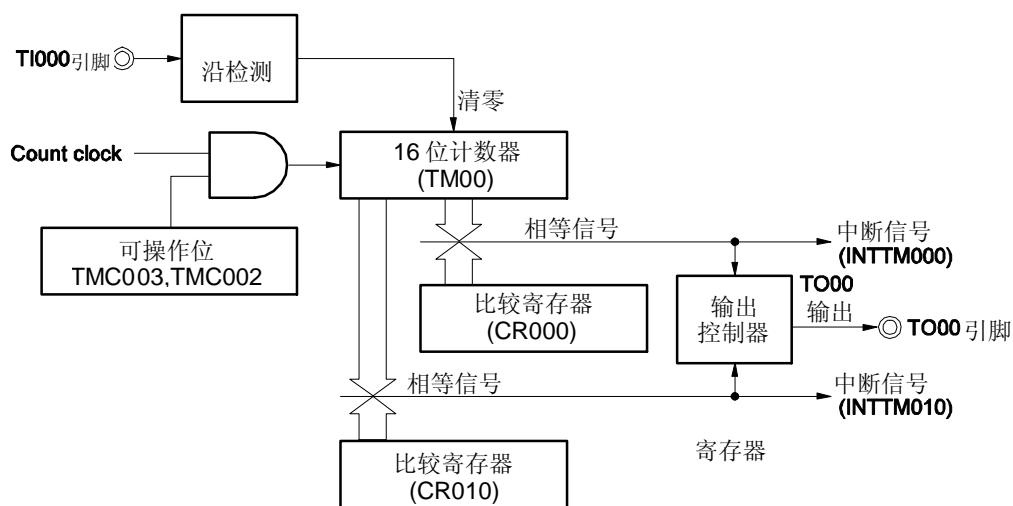 TI000引脚
沿检测
清零
Count clock
16 位计数器
(TM00)
可操作位
TMC003,TMC002
相等信号
中断信号
(INTTM000)
比较寄存器
(CR000)
TO00
输出
输出
控制器
TO00 引脚
相等信号
中断信号
(INTTM010)
寄存器
比较寄存器
(CR010)